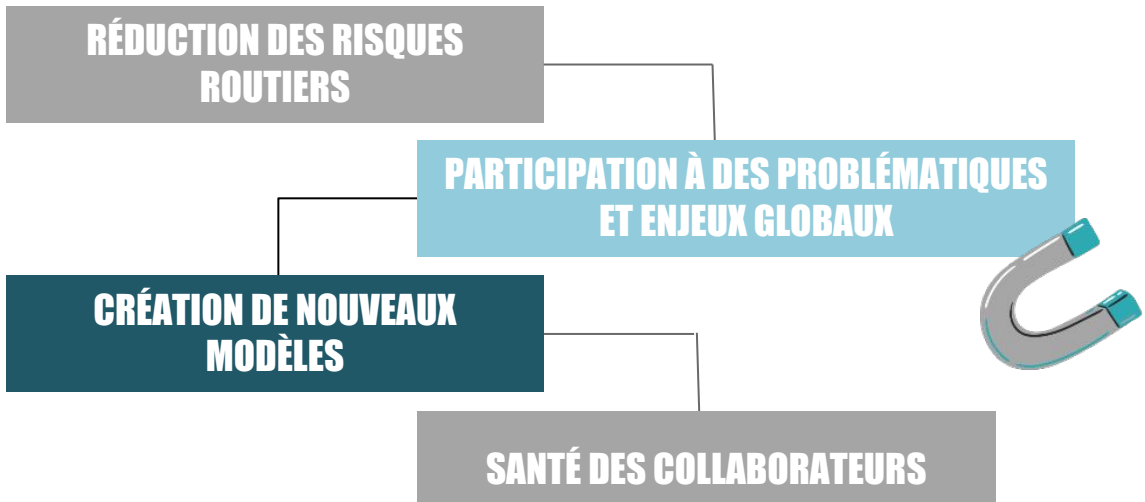 RÉDUCTION DES RISQUES
ROUTIERS
PARTICIPATION À DES PROBLÉMATIQUES
ET ENJEUX GLOBAUX
CRÉATION DE NOUVEAUX
MODÈLES
SANTÉ DES COLLABORATEURS